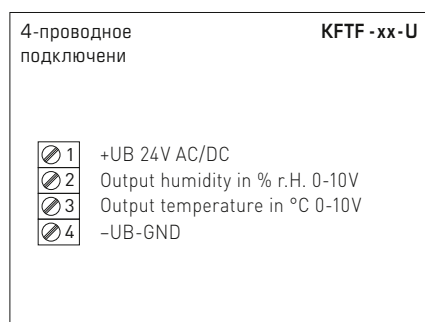 4-проводное KFTF -xx-U
подключени
1 +UB 24V AC/DC
2 Output humidity in % r.H. 0-10V
3 Output temperature in °C 0-10V
4 –UB-GND